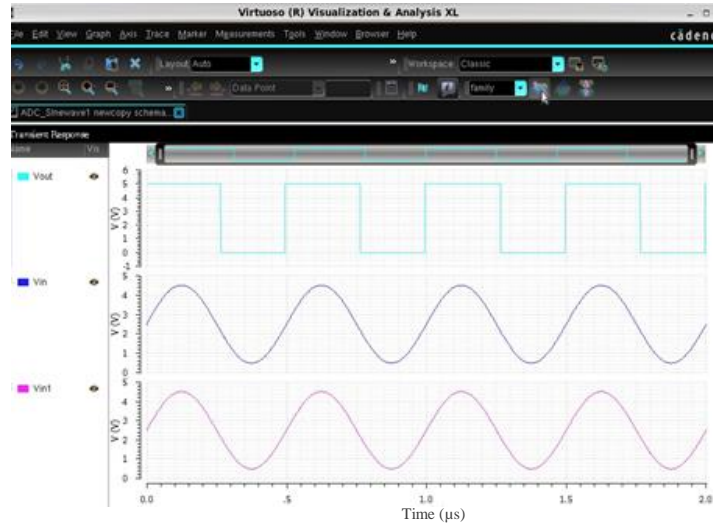 Virtuoso (R) Visualization & Analysis XL
File Edit View Graph Axis Trace Marker Measurements Tools Window Browser Help
cādenc
Layout Auto » Workspace Classic
» Data Point family
ADC_Sinewave1 newcopy schema..
Transient Response
Name Vis
Vout
6
5
4
3
2
1
0
-1
V (V)
Vin
5
4
3
2
1
0
V (V)
Vin1
5
4
3
2
1
0
V (V)
0.0 .5 1.0 1.5 2.0
Time (µs)